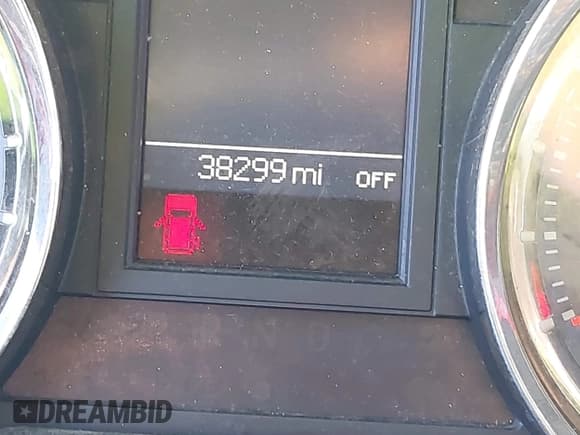 38299 mi OFF
R N D
DREAMBID